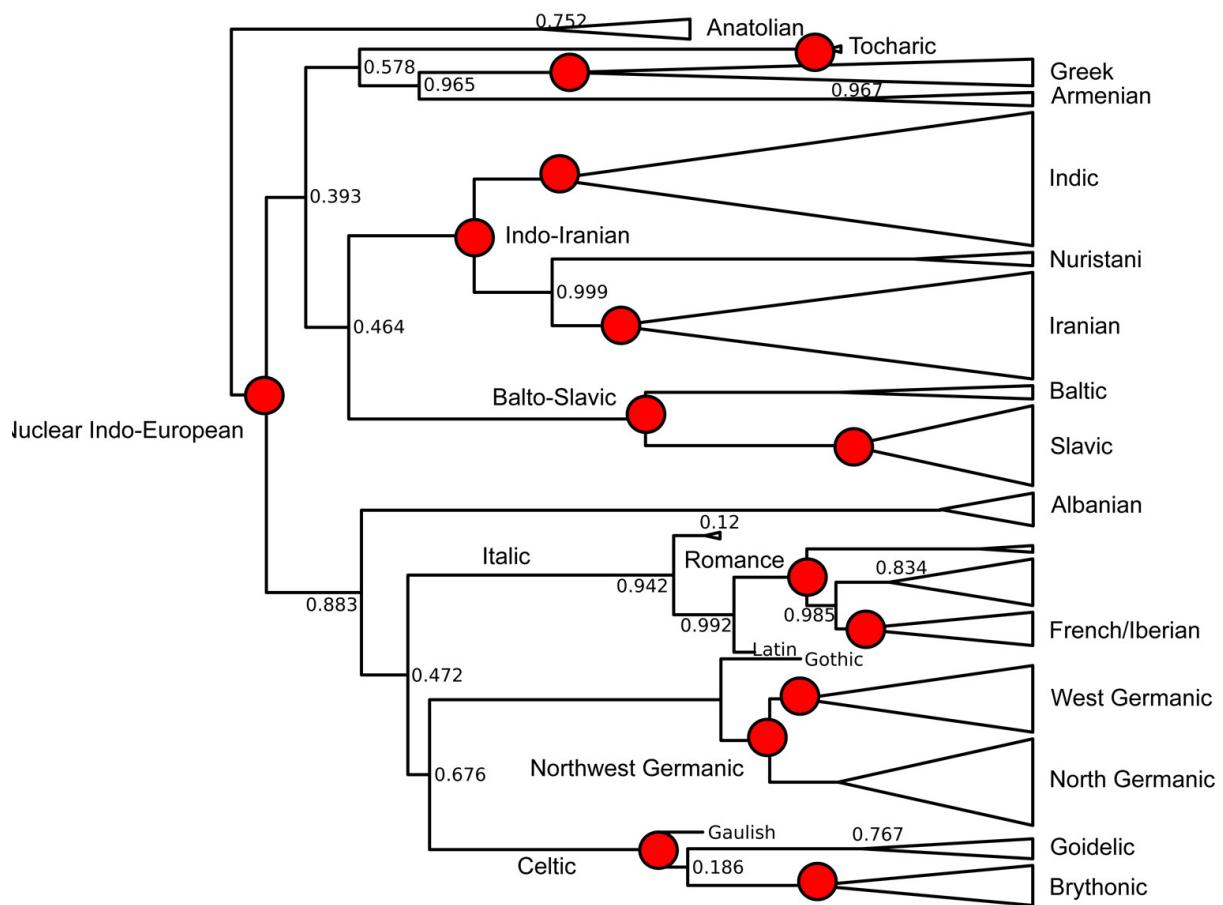 0.752
Anatolian
Tocharic
0.578
Greek
0.965
0.967
Armenian
Indic
0.393
Indo-Iranian
Nuristani
0.999
0.464
Iranian
Balto-Slavic
Baltic
Juclear Indo-European
Slavic
Albanian
0.12
Italic
Romance
0.834
0.942
0.883
0.985
0.992
French/Iberian
Latin
Gothic
0.472
West Germanic
Northwest Germanic
0.676
North Germanic
Gaulish
0.767
Goidelic
Celtic
0.186
Brythonic